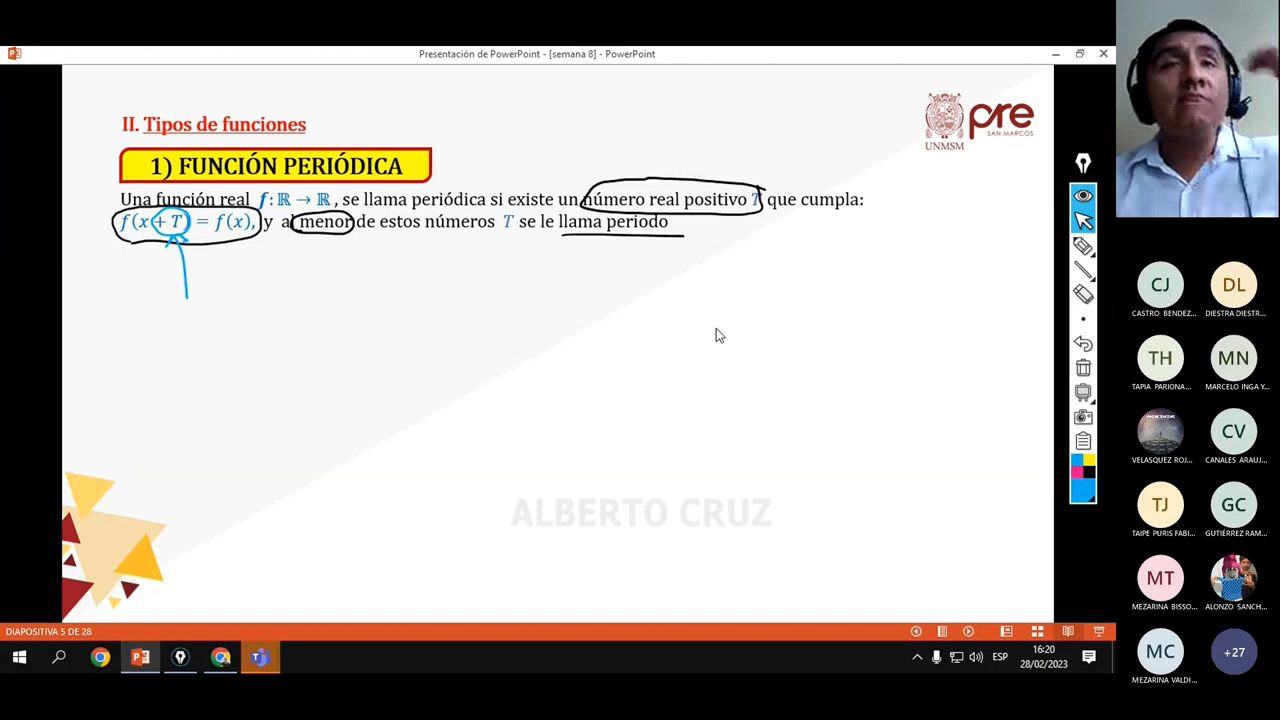 Presentación de PowerPoint - [semana 8] - PowerPoint
II. Tipos de funciones
UNMSM
pre
SAN MARCOS
1) FUNCIÓN PERIÓDICA
Una función real f: ℝ → ℝ , se llama periódica si existe un número real positivo T que cumpla:
f(x + T) = f(x), y al menor de estos números T se le llama periodo
ALBERTO CRUZ
DIAPOSITIVA 5 DE 28
ESP
16:20
28/02/2023
CJ
CASTRO BENDEZ...
DL
DIESTRA DIESTR...
TH
TAPIA PARIONA...
MN
MARCELO INGA Y...
VELASQUEZ ROJ...
CV
CANALES ARAUJ...
TJ
TAIPE PURIS FABI...
GC
GUTIÉRREZ RAM...
MT
MEZARINA BISSO...
ALONZO SANCH...
MC
MEZARINA VALDI...
+27